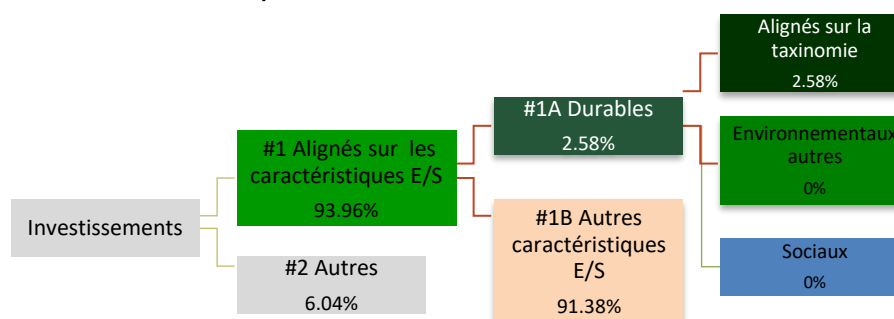 Investissements
#1 Alignés sur les
caractéristiques E/S
93.96%
#2 Autres
6.04%
#1A Durables
2.58%
#1B Autres
caractéristiques
E/S
91.38%
Alignés sur la
taxinomie
2.58%
Environnementaux
autres
0%
Sociaux
0%